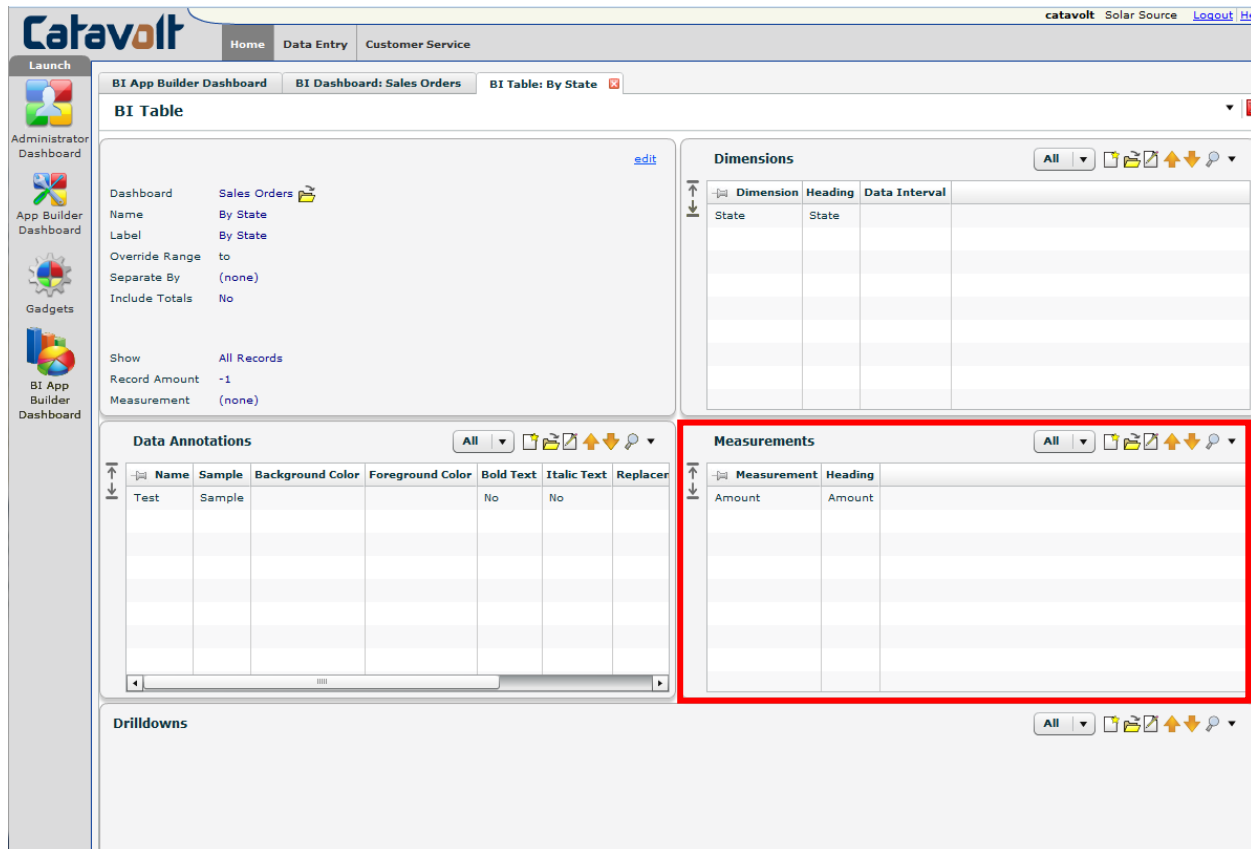 catavolt Solar Source Logout
Catavolt
Home Data Entry Customer Service
Launch
Administrator Dashboard
App Builder Dashboard
Gadgets
BI App Builder Dashboard
BI App Builder Dashboard BI Dashboard: Sales Orders BI Table: By State
BI Table
edit
Dashboard Sales Orders
Name By State
Label By State
Override Range to
Separate By (none)
Include Totals No
Show All Records
Record Amount -1
Measurement (none)
Dimensions All
Dimension Heading Data Interval
State State
Data Annotations All
Name Sample Background Color Foreground Color Bold Text Italic Text Replacer
Test Sample No No
Measurements All
Measurement Heading
Amount Amount
Drilldowns All